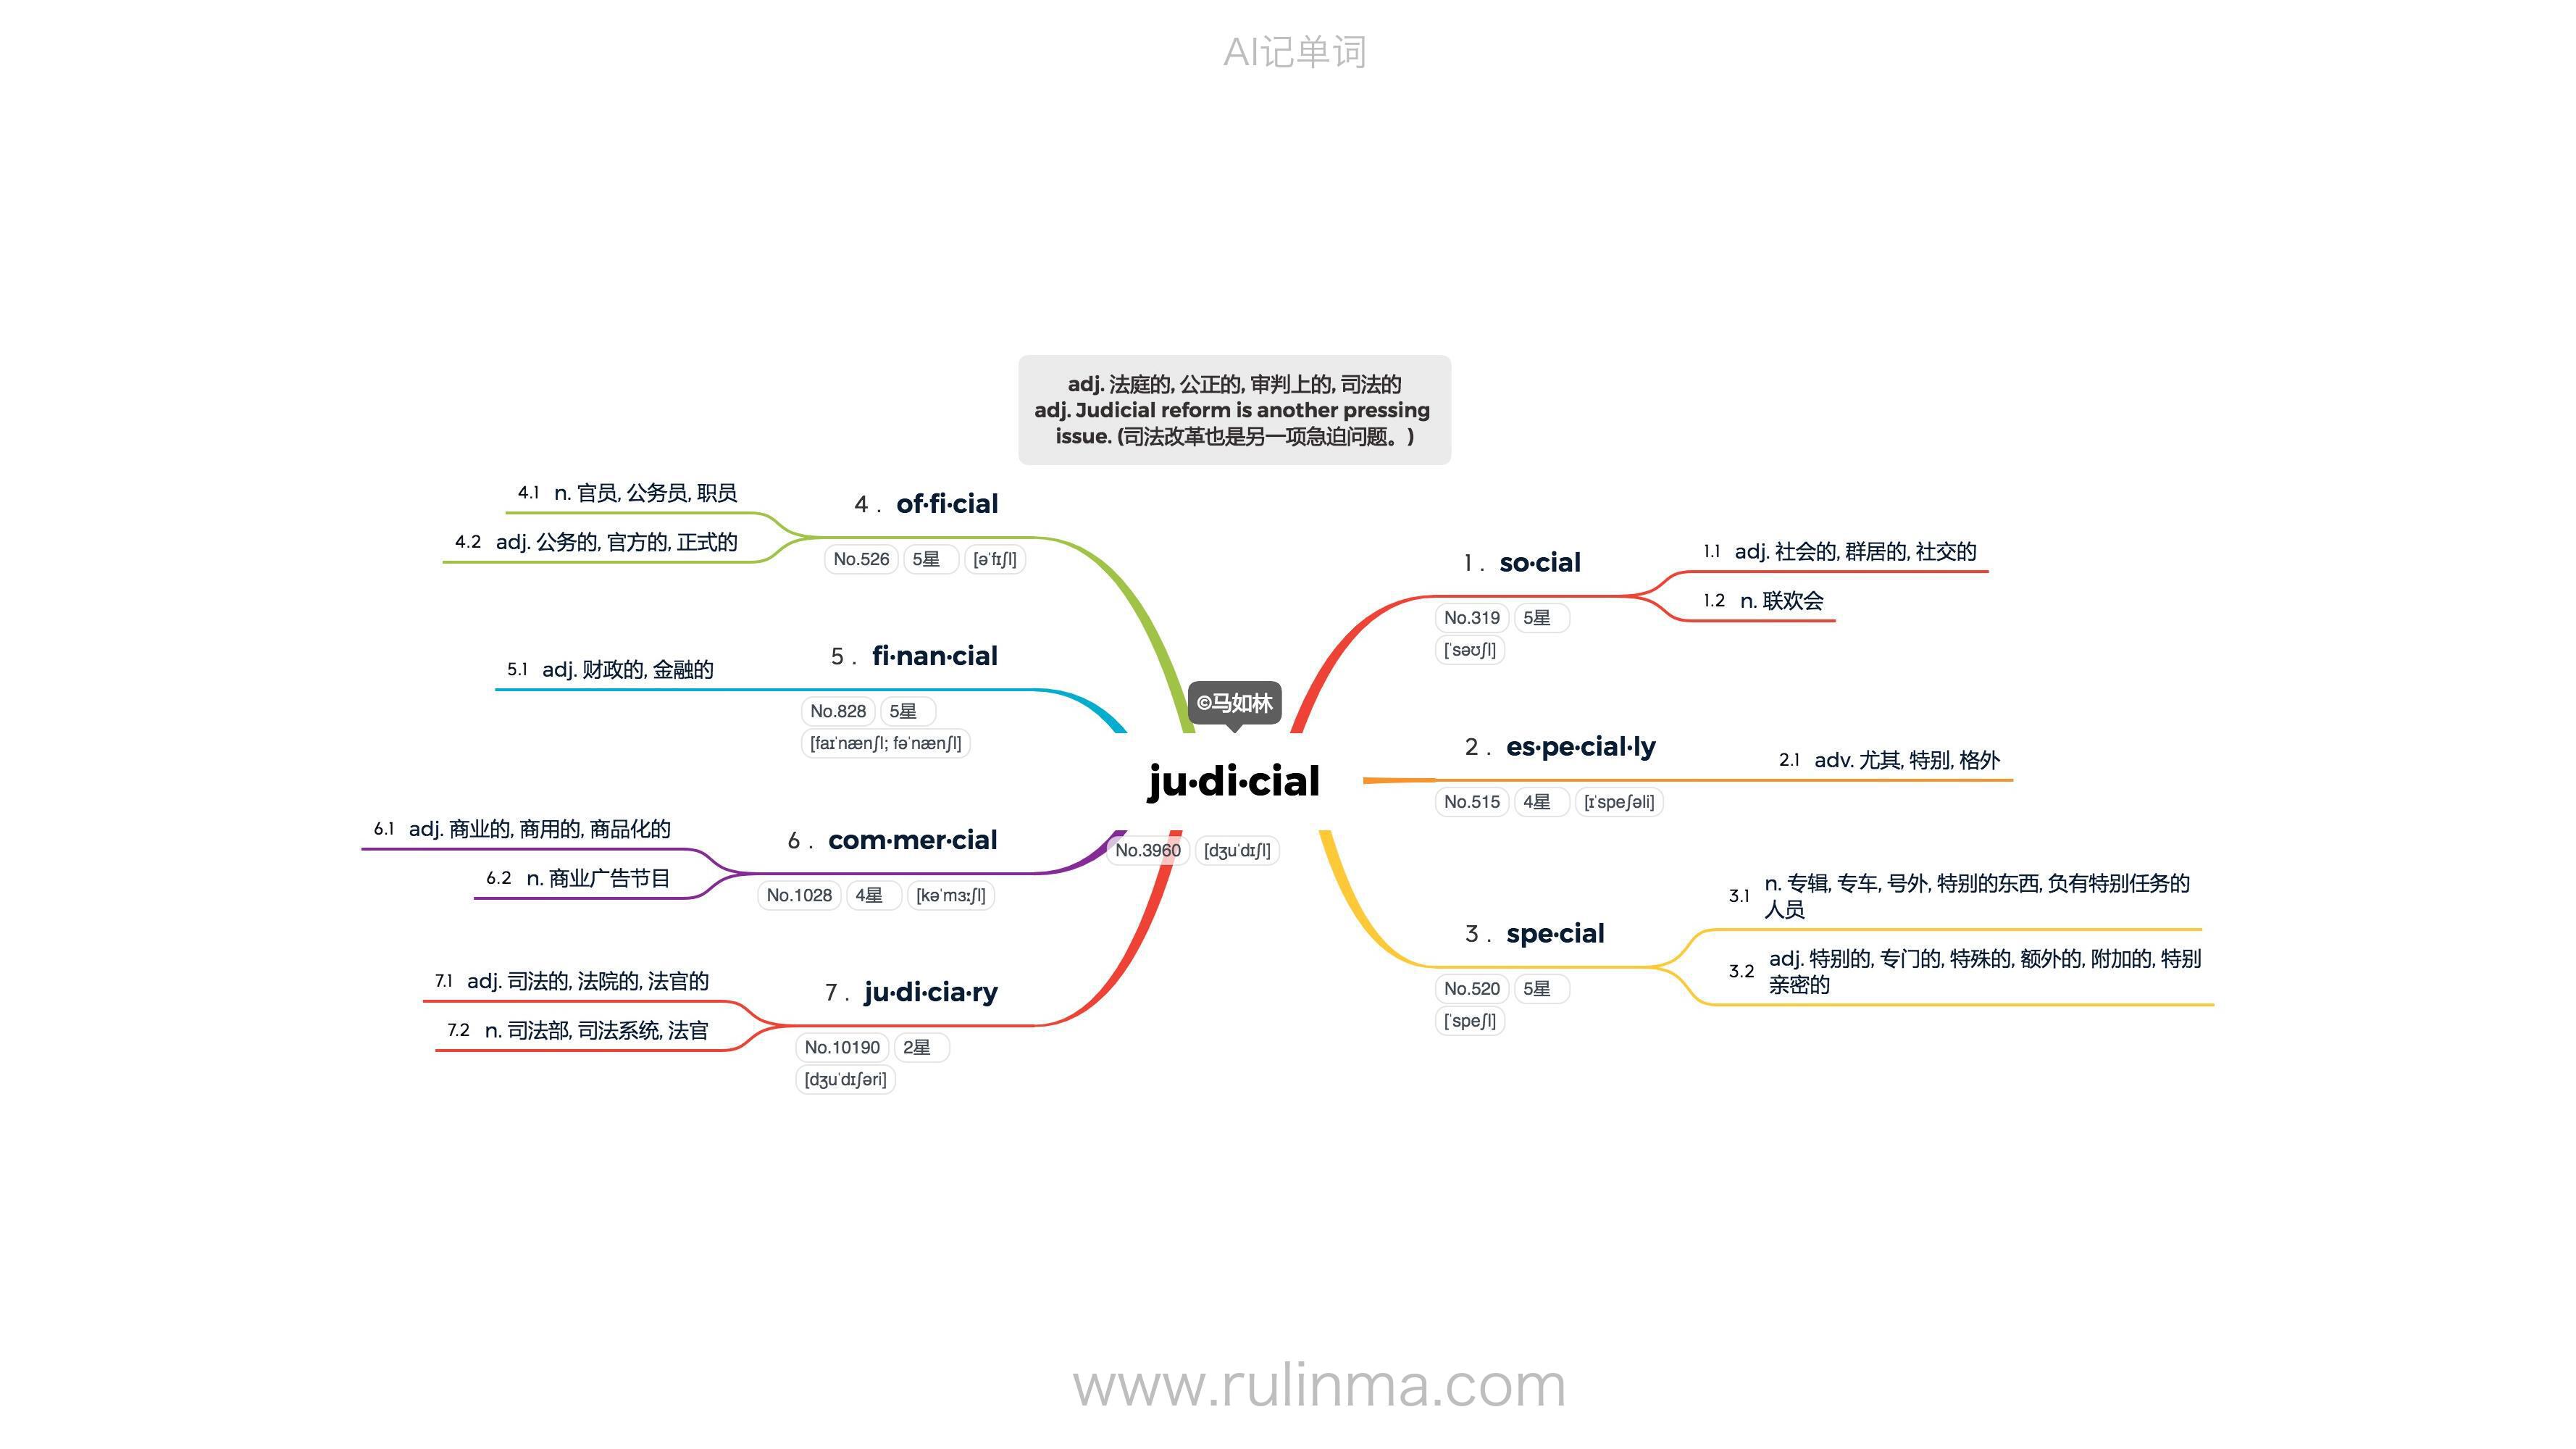 AI记单词
adj. 法庭的, 公正的, 审判上的, 司法的
adj. Judicial reform is another pressing
issue. (司法改革也是另一项急迫问题。)
©马如林
ju·di·cial
No.3960 [dʒuˈdɪʃl]
1. so·cial
No.319 5星
[ˈsəʊʃl]
1.1 adj. 社会的, 群居的, 社交的
1.2 n. 联欢会
2. es·pe·cial·ly
No.515 4星 [ɪˈspeʃəli]
2.1 adv. 尤其, 特别, 格外
3. spe·cial
No.520 5星
[ˈspeʃl]
3.1 n. 专辑, 专车, 号外, 特别的东西, 负有特别任务的
人员
3.2 adj. 特别的, 专门的, 特殊的, 额外的, 附加的, 特别
亲密的
4. of·fi·cial
No.526 5星 [əˈfɪʃl]
4.1 n. 官员, 公务员, 职员
4.2 adj. 公务的, 官方的, 正式的
5. fi·nan·cial
No.828 5星
[faɪˈnænʃl; fəˈnænʃl]
5.1 adj. 财政的, 金融的
6. com·mer·cial
No.1028 4星 [kəˈmɜːʃl]
6.1 adj. 商业的, 商用的, 商品化的
6.2 n. 商业广告节目
7. ju·di·cia·ry
No.10190 2星
[dʒuˈdɪʃəri]
7.1 adj. 司法的, 法院的, 法官的
7.2 n. 司法部, 司法系统, 法官
www.rulinma.com